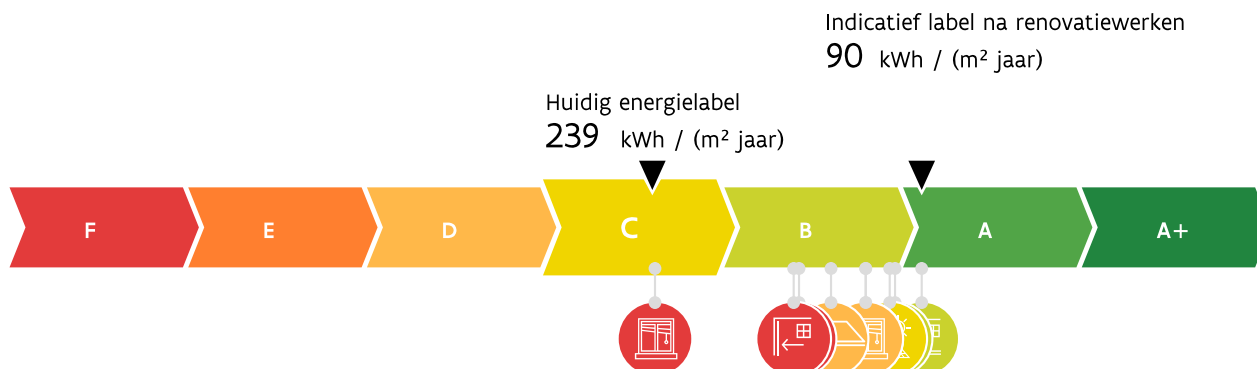 Indicatief label na renovatiewerken
90 kWh / (m² jaar)
Huidig energielabel
239 kWh / (m² jaar)
F E D C B A A+